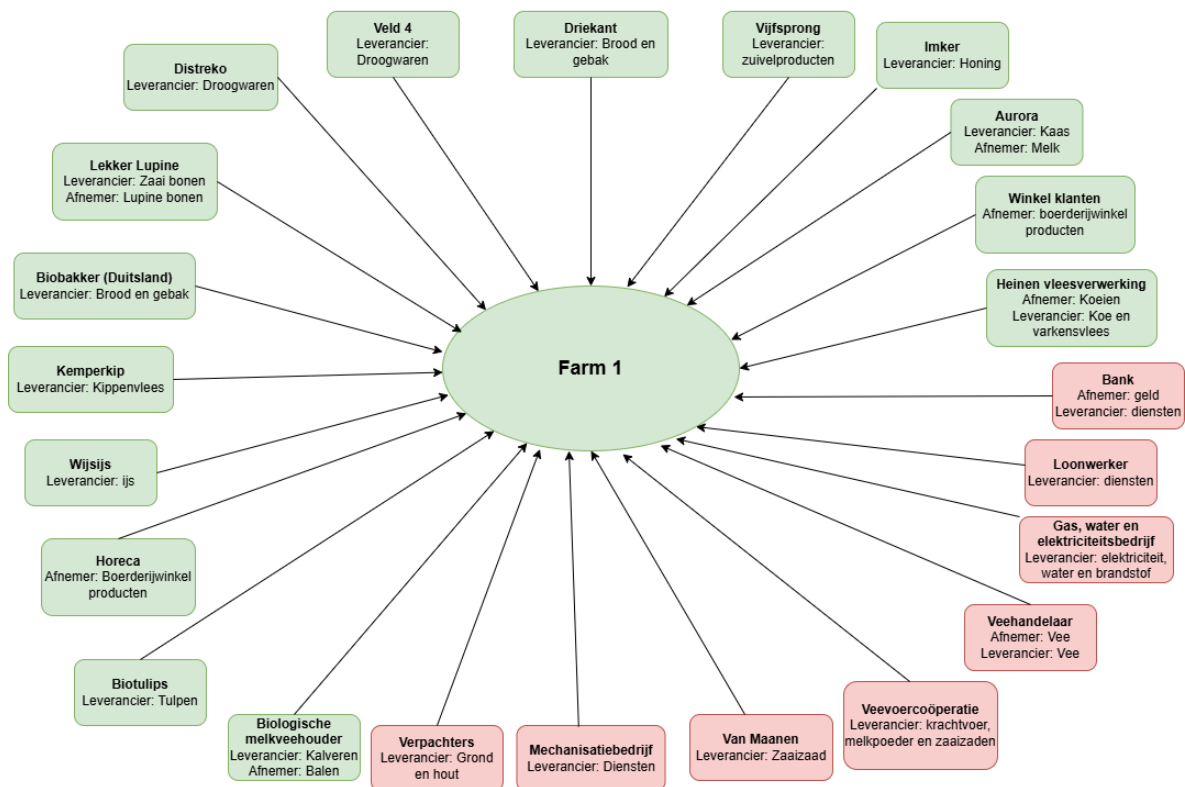 Veld 4
Leverancier:
Droogwaren
Driekant
Leverancier: Brood en
gebak
Vijfsprong
Leverancier:
zuivelproducten
Imker
Leverancier: Honing
Distreko
Leverancier: Droogwaren
Aurora
Leverancier: Kaas
Afnemer: Melk
Lekker Lupine
Leverancier: Zaai bonen
Afnemer: Lupine bonen
Winkel klanten
Afnemer: boerderijwinkel
producten
Biobakker (Duitsland)
Leverancier: Brood en gebak
Heinen vleesverwerking
Afnemer: Koeien
Leverancier: Koe en
varkensvlees
Farm 1
Kemperkip
Leverancier: Kippenvlees
Bank
Afnemer: geld
Leverancier: diensten
Wijsijs
Leverancier: ijs
Loonwerker
Leverancier: diensten
Horeca
Afnemer: Boerderijwinkel
producten
Gas, water en
elektriciteitsbedrijf
Leverancier: elektriciteit,
water en brandstof
Veehandelaar
Afnemer: Vee
Leverancier: Vee
Biotulips
Leverancier: Tulpen
Biologische
melkveehouder
Leverancier: Kalveren
Afnemer: Balen
Verpachters
Leverancier: Grond
en hout
Mechanisatiebedrijf
Leverancier: Diensten
Van Maanen
Leverancier: Zaaizaad
Veevoercoöperatie
Leverancier: krachtvoer,
melkpoeder en zaaizaden